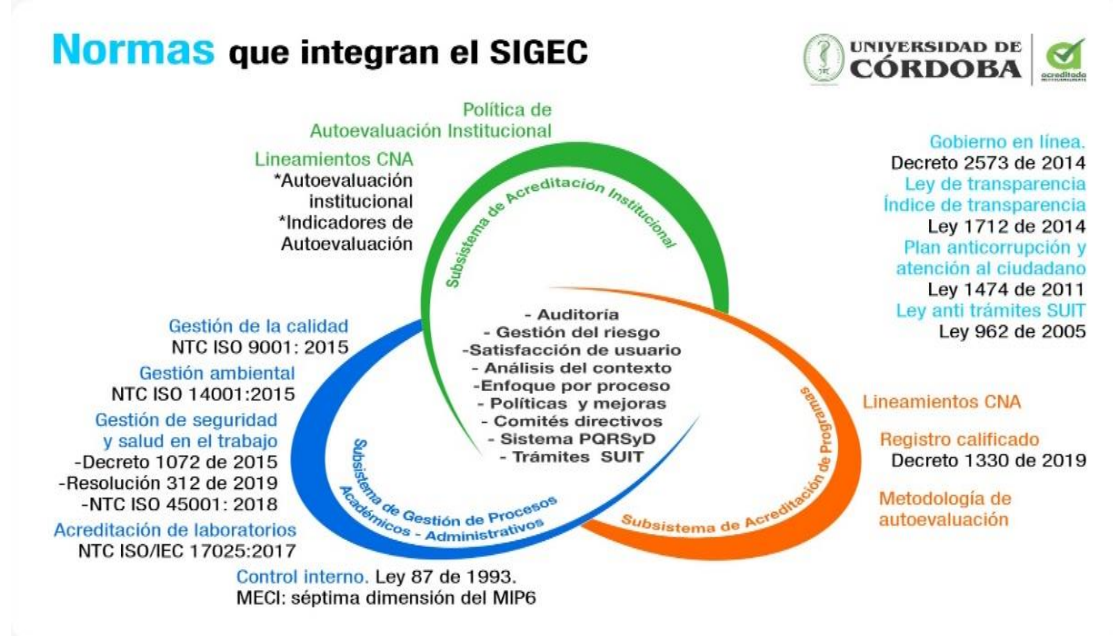 Normas que integran el SIGEC
UNIVERSIDAD DE
CÓRDOBA
acreditada
INSTITUCIONALMENTE
Política de
Autoevaluación Institucional
Lineamientos CNA
*Autoevaluación
institucional
*Indicadores de
Autoevaluación
Subsistema de Acreditación Institucional
Gobierno en línea.
Decreto 2573 de 2014
Ley de transparencia
Índice de transparencia
Ley 1712 de 2014
Plan anticorrupción y
atención al ciudadano
Ley 1474 de 2011
Ley anti trámites SUIT
Ley 962 de 2005
- Auditoría
- Gestión del riesgo
-Satisfacción de usuario
- Análisis del contexto
-Enfoque por proceso
- Políticas y mejoras
- Comités directivos
- Sistema PQRSyD
- Trámites SUIT
Gestión de la calidad
NTC ISO 9001: 2015
Gestión ambiental
NTC ISO 14001:2015
Gestión de seguridad
y salud en el trabajo
-Decreto 1072 de 2015
-Resolución 312 de 2019
-NTC ISO 45001: 2018
Acreditación de laboratorios
NTC ISO/IEC 17025:2017
Control interno. Ley 87 de 1993.
MECI: séptima dimensión del MIP6
Subsistema de Gestión de Procesos
Académicos - Administrativos
Subsistema de Acreditación de Programas
Lineamientos CNA
Registro calificado
Decreto 1330 de 2019
Metodología de
autoevaluación